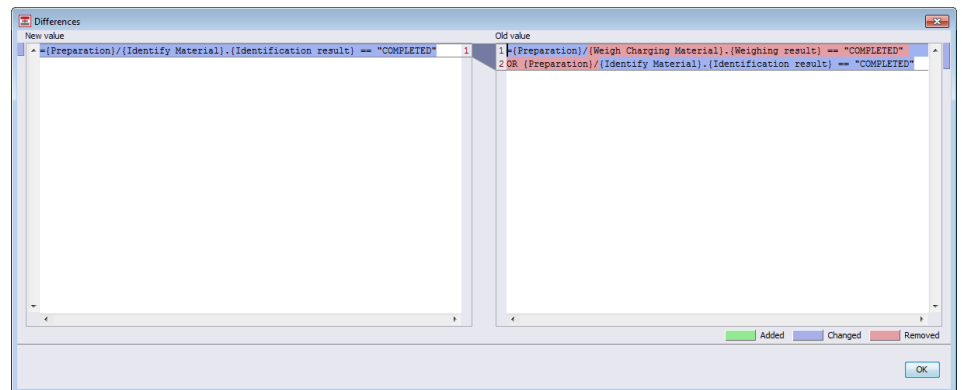 Differences
New value
Old value
={Preparation}/{Identify Material}.{Identification result} == "COMPLETED" 1
1 ={Preparation}/{Weigh Charging Material}.{Weighing result} == "COMPLETED"
2 OR {Preparation}/{Identify Material}.{Identification result} == "COMPLETED"
Added
Changed
Removed
OK